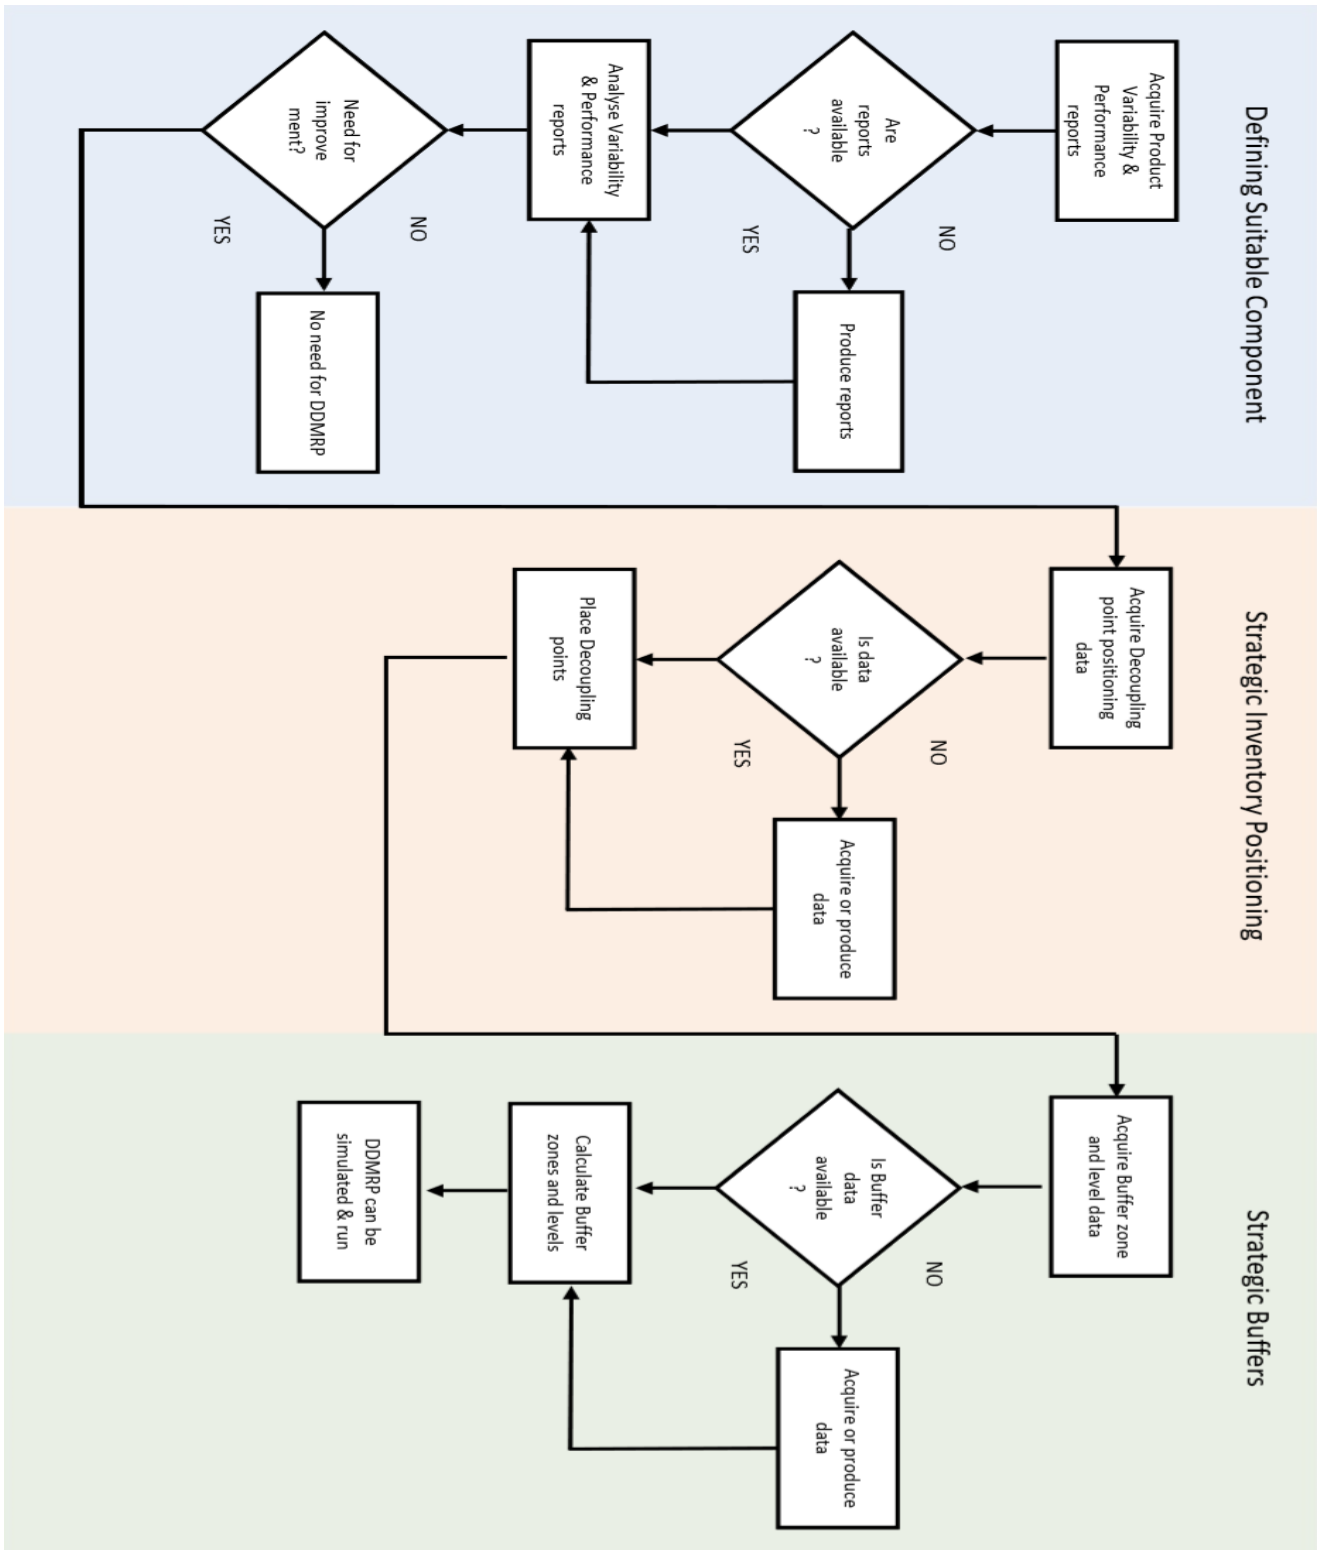 Defining Suitable Component
Acquire Product
Variability &
Performance
reports
Are
reports
available
?
NO
YES
Produce reports
Analyse Variability
& Performance
reports
Need for
improve
ment?
NO
YES
No need for DDMRP
Strategic Inventory Positioning
Acquire Decoupling
point positioning
data
Is data
available
?
NO
YES
Acquire or produce
data
Place Decoupling
points
Strategic Buffers
Acquire Buffer zone
and level data
Is Buffer
data
available
?
NO
YES
Acquire or produce
data
Calculate Buffer
zones and levels
DDMRP can be
simulated & run